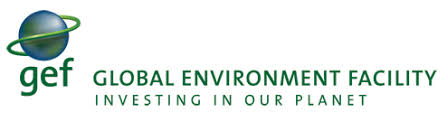 gef
GLOBAL ENVIRONMENT FACILITY
INVESTING IN OUR PLANET